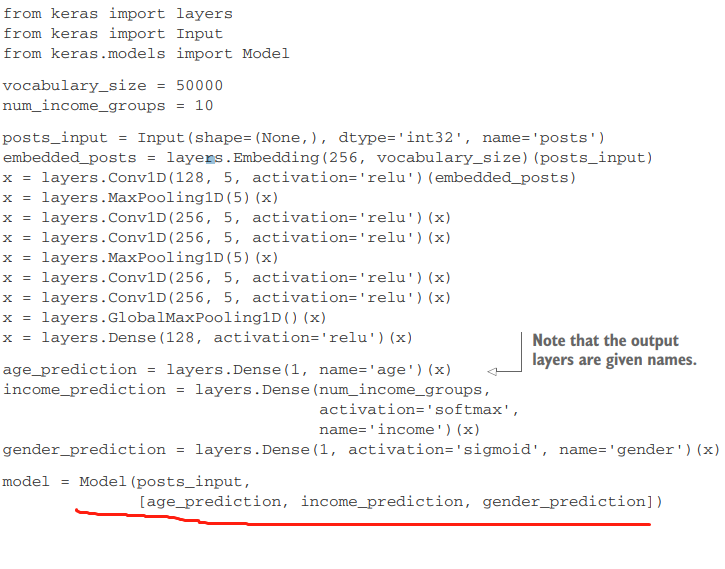 from keras import layers
from keras import Input
from keras.models import Model
vocabulary_size = 50000
num_income_groups = 10
posts_input = Input(shape=(None,), dtype='int32', name='posts')
embedded_posts = layers.Embedding(256, vocabulary_size)(posts_input)
x = layers.Conv1D(128, 5, activation='relu')(embedded_posts)
x = layers.MaxPooling1D(5)(x)
x = layers.Conv1D(256, 5, activation='relu')(x)
x = layers.Conv1D(256, 5, activation='relu')(x)
x = layers.MaxPooling1D(5)(x)
x = layers.Conv1D(256, 5, activation='relu')(x)
x = layers.Conv1D(256, 5, activation='relu')(x)
x = layers.GlobalMaxPooling1D()(x)
x = layers.Dense(128, activation='relu')(x)
Note that the output
layers are given names.
age_prediction = layers.Dense(1, name='age')(x)
income_prediction = layers.Dense(num_income_groups,
activation='softmax',
name='income')(x)
gender_prediction = layers.Dense(1, activation='sigmoid', name='gender')(x)
model = Model(posts_input,
[age_prediction, income_prediction, gender_prediction])